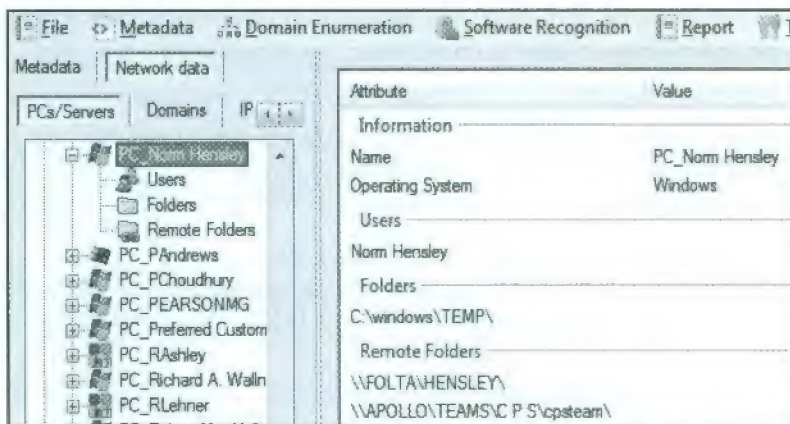 File Metadata Domain Enumeration Software Recognition Report
Metadata Network data
PCs/Servers Domains IP
PC_Norm Hensley
Users
Folders
Remote Folders
PC_PAndrews
PC_PChoudhury
PC_PEARSONMG
PC_Preferred Custom
PC_RAshley
PC_Richard A. Walln
PC_RLehner
Attribute Value
Information
Name PC_Norm Hensley
Operating System Windows
Users
Norm Hensley
Folders
C:\windows\TEMP\
Remote Folders
\\FOLTA\HENSLEY\
\\APOLLO\TEAMS\C P S\cpsteam\